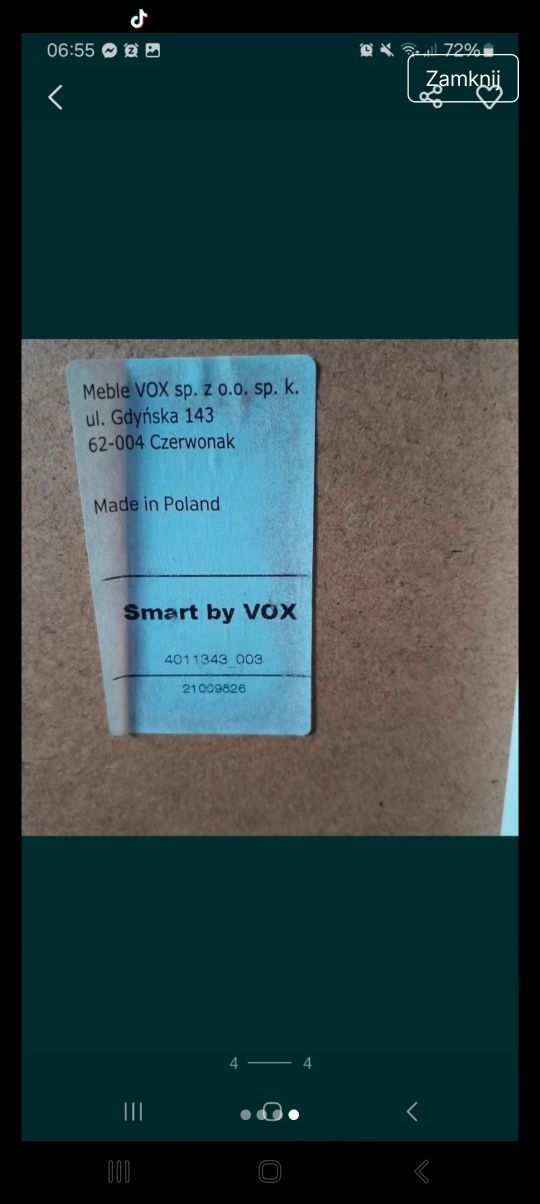 06:55
72%
Zamknij
Meble VOX sp. z o.o. sp. k.
ul. Gdyńska 143
62-004 Czerwonak
Made in Poland
Smart by VOX
4011343_003
21009826
4 4